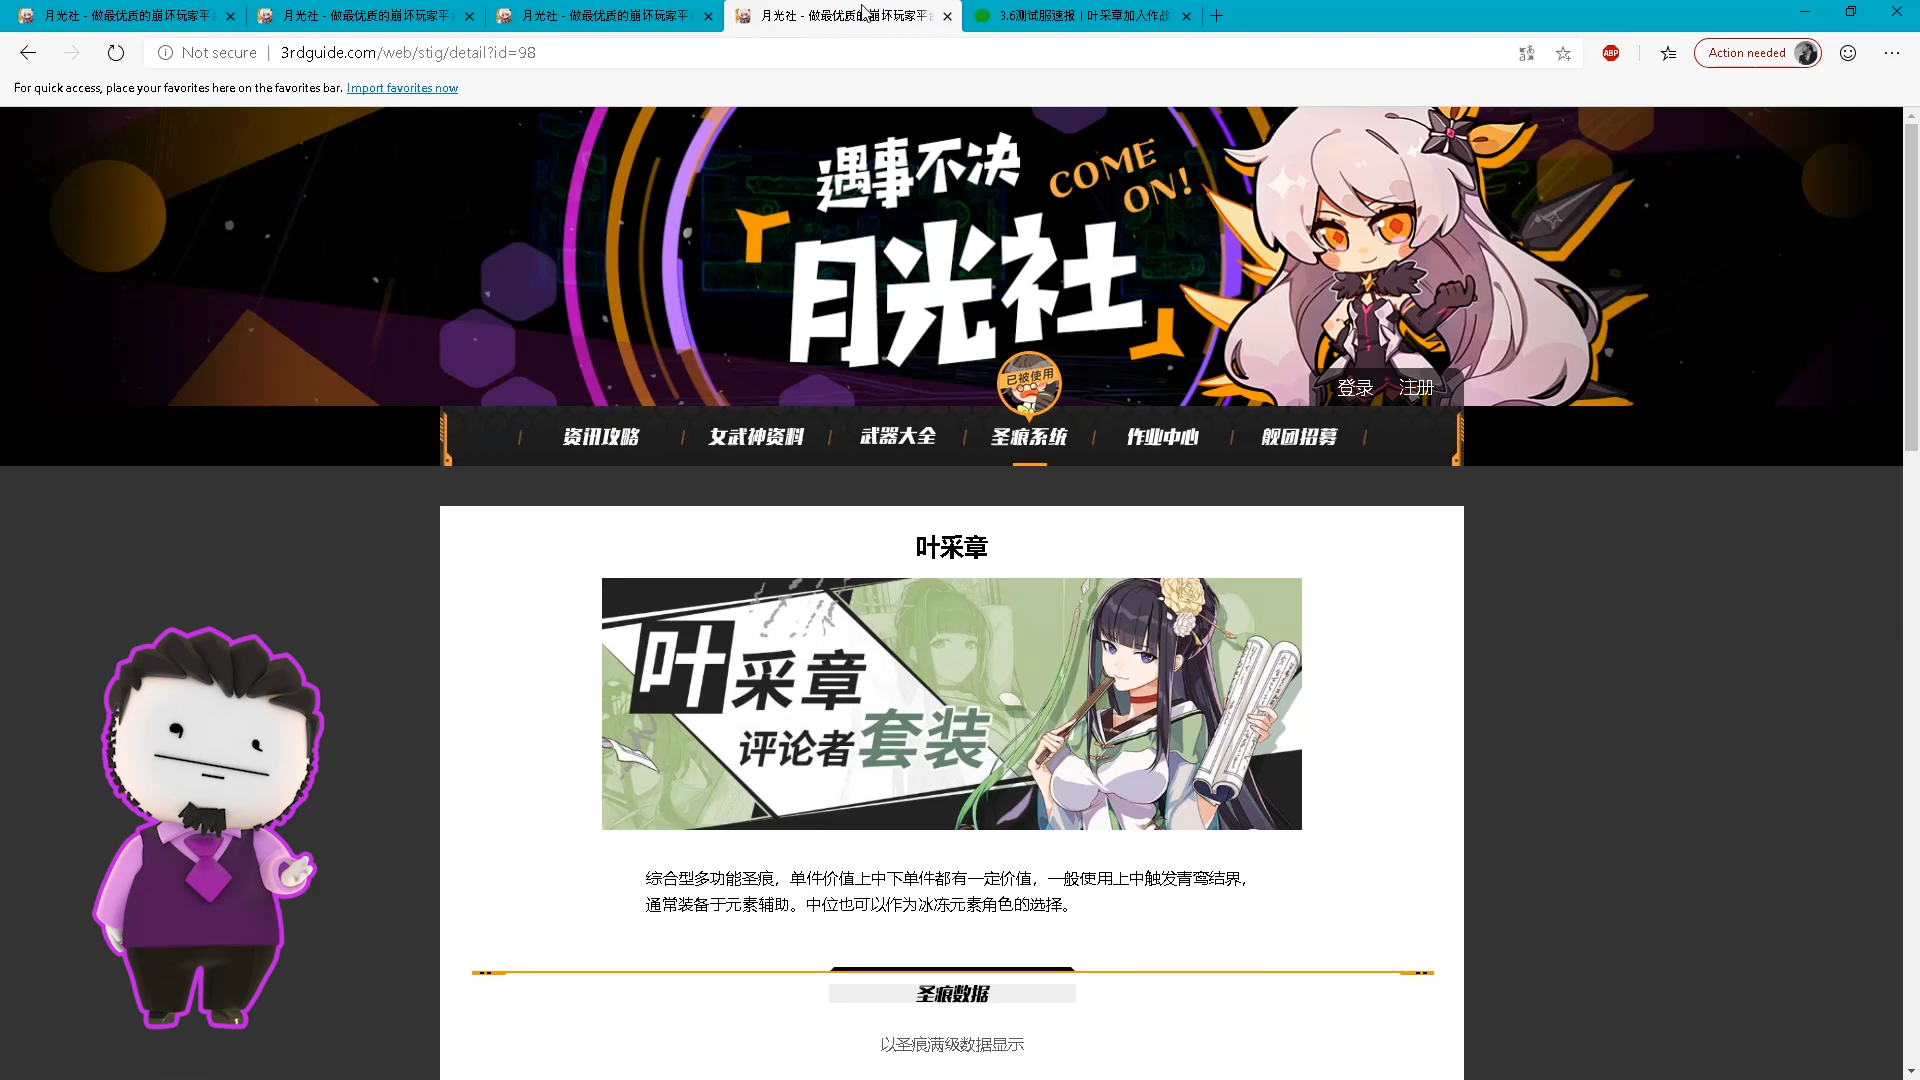 月光社 - 做最优质的崩坏玩家平台
月光社 - 做最优质的崩坏玩家平台
月光社 - 做最优质的崩坏玩家平台
月光社 - 做最优质的崩坏玩家平台
3.6测试服速报丨叶采章加入作战
Not secure
3rdguide.com/web/stig/detail?id=98
ABP
Action needed
For quick access, place your favorites here on the favorites bar. Import favorites now
遇事不决
COME
ON!
月光社
已被使用
登录
注册
资讯攻略
女武神资料
武器大全
圣痕系统
作业中心
舰团招募
叶采章
叶采章
评论者套装
综合型多功能圣痕，单件价值上中下单件都有一定价值，一般使用上中触发青鸾结界，
通常装备于元素辅助。中位也可以作为冰冻元素角色的选择。
圣痕数据
以圣痕满级数据显示